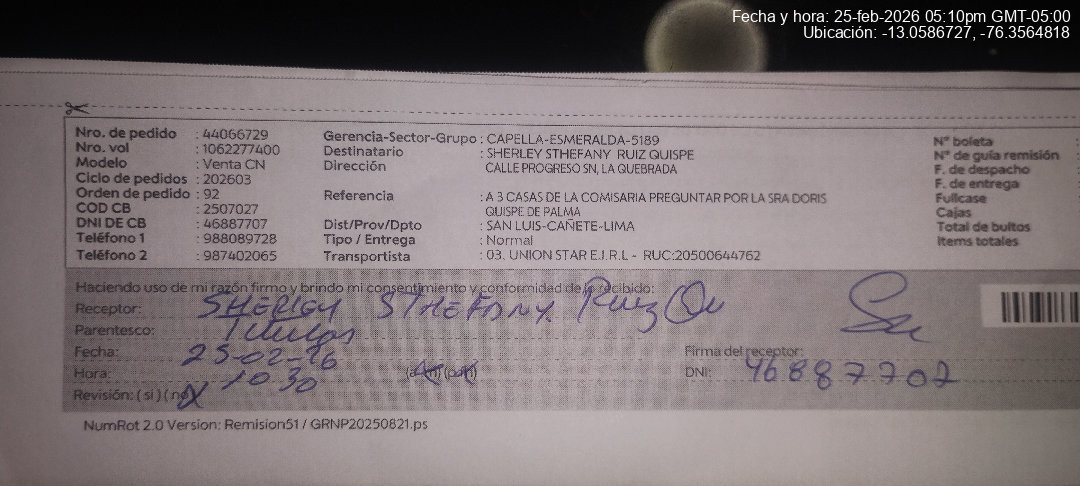 Fecha y hora: 25-feb-2026 05:10pm GMT-05:00
Ubicación: -13.0586727, -76.3564818
Nro. de pedido : 44066729
Nro. vol : 1062277400
Modelo : Venta CN
Ciclo de pedidos : 202603
Orden de pedido : 92
COD CB : 2507027
DNI DE CB : 46887707
Teléfono 1 : 988089728
Teléfono 2 : 987402065
Gerencia-Sector-Grupo : CAPELLA-ESMERALDA-5189
Destinatario : SHERLEY STHEFANY RUIZ QUISPE
Dirección CALLE PROGRESO SN, LA QUEBRADA
Referencia : A 3 CASAS DE LA COMISARIA PREGUNTAR POR LA SRA DORIS
QUISPE DE PALMA
Dist/Prov/Dpto : SAN LUIS-CAÑETE-LIMA
Tipo / Entrega : Normal
Transportista : 03. UNION STAR E.I.R.L - RUC:20500644762
N° boleta
N° de guía remisión
F. de despacho
F. de entrega
Fullcase
Cajas
Total de bultos
Items totales
Haciendo uso de mi razón firmo y brindo mi consentimiento y conformidad de lo recibido:
Receptor: SHERLEY STHEFANY Ruiz Qu
Parentesco: Titular
Fecha: 25-02-26
Hora: 10 30 (am) (pm)
Revisión: ( si ) ( no )
Firma del receptor:
DNI: 46887707
NumRot 2.0 Version: Remision51 / GRNP20250821.ps